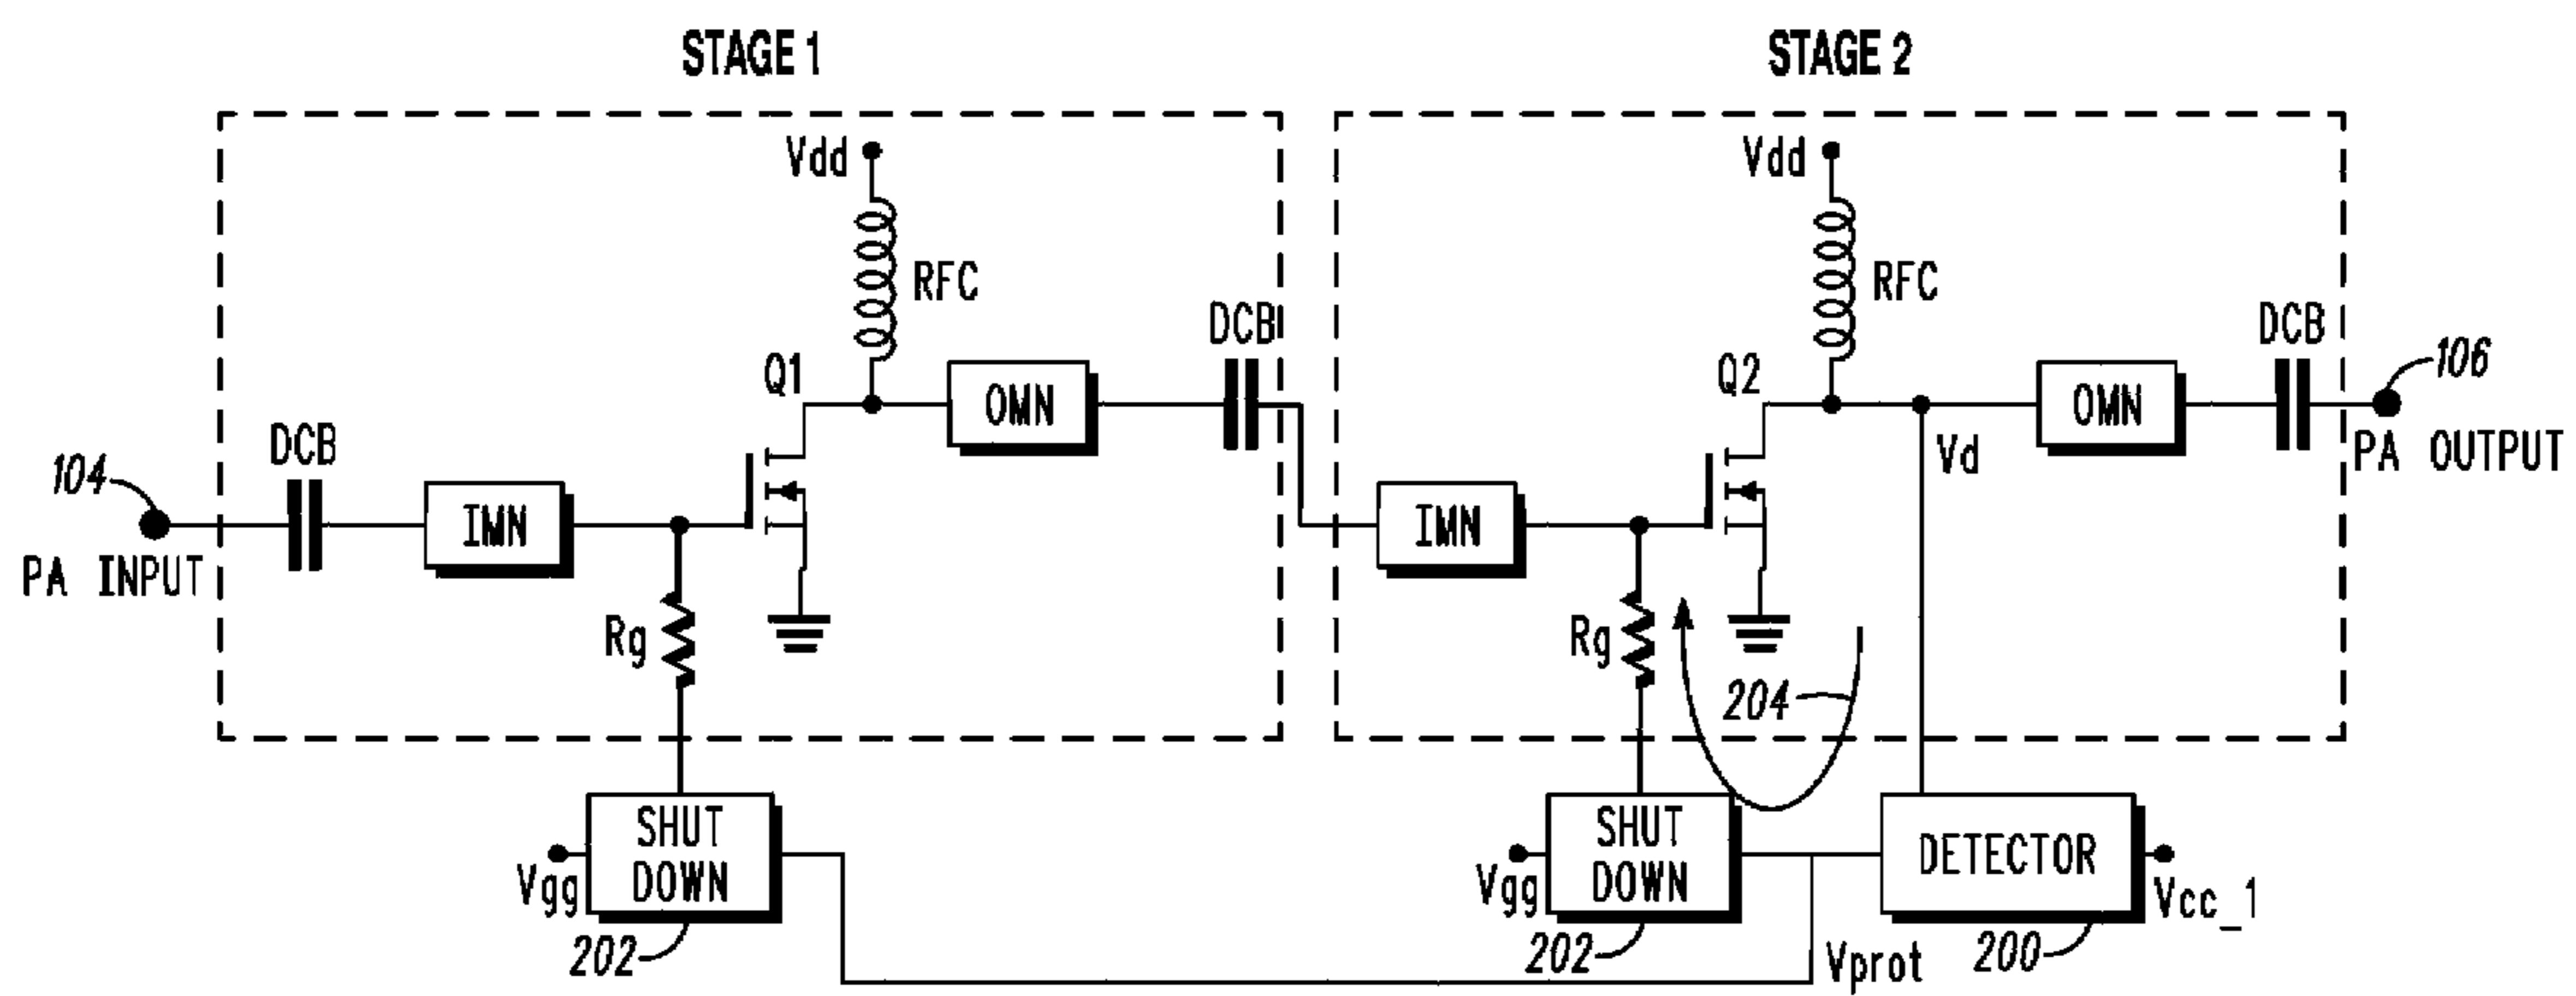 STAGE 1
STAGE 2
Vdd
Vdd
RFC
RFC
DCB
DCB
Q1
Q2
106
OMN
OMN
DCB
Vd
PA OUTPUT
104
IMN
IMN
PA INPUT
Rg
Rg
204
SHUT
DOWN
SHUT
DOWN
DETECTOR
Vgg
Vgg
Vcc_1
202
202
Vprot
200